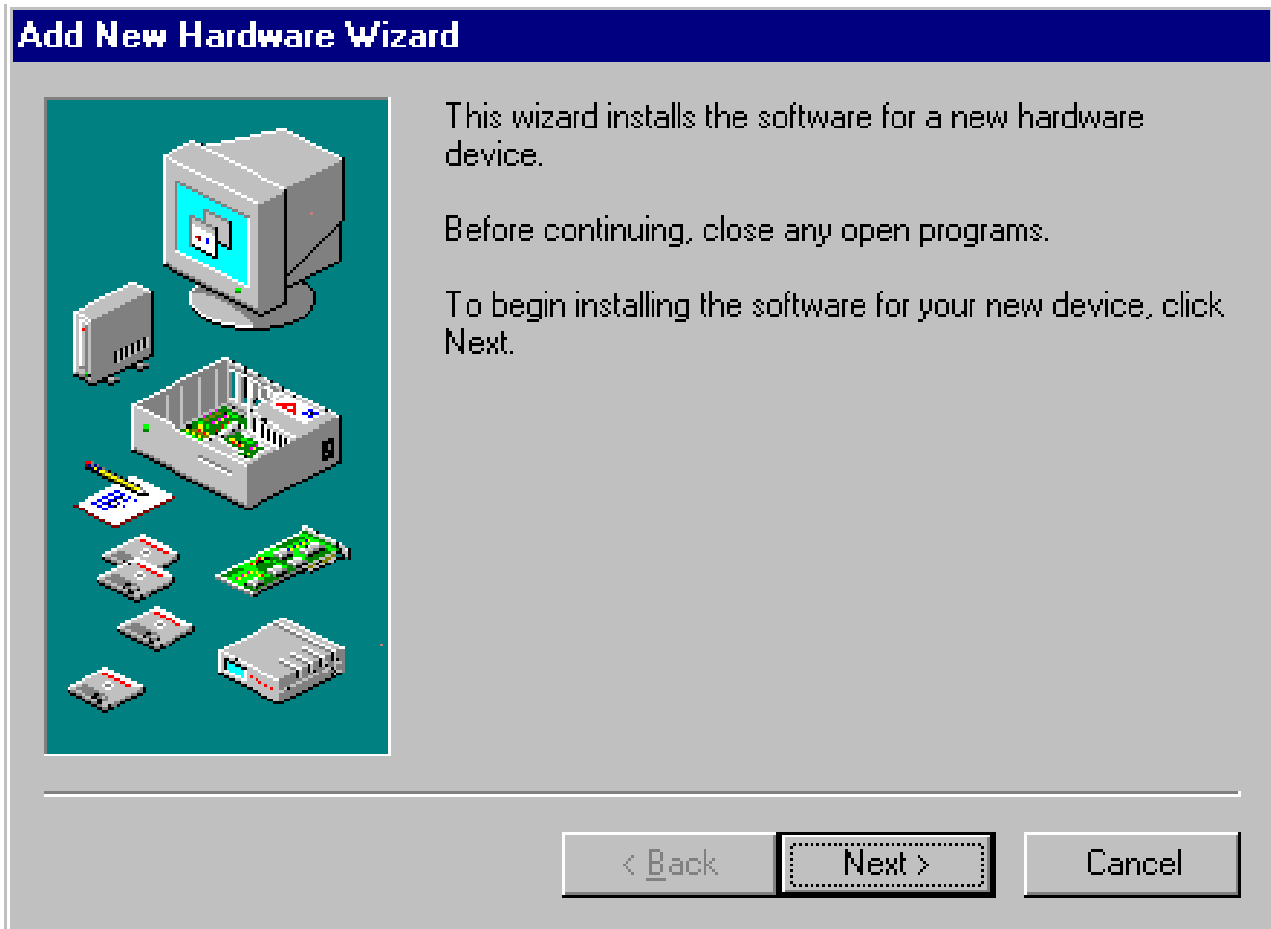 Add New Hardware Wizard
This wizard installs the software for a new hardware
device.
Before continuing, close any open programs.
To begin installing the software for your new device, click
Next.
< Back
Next >
Cancel